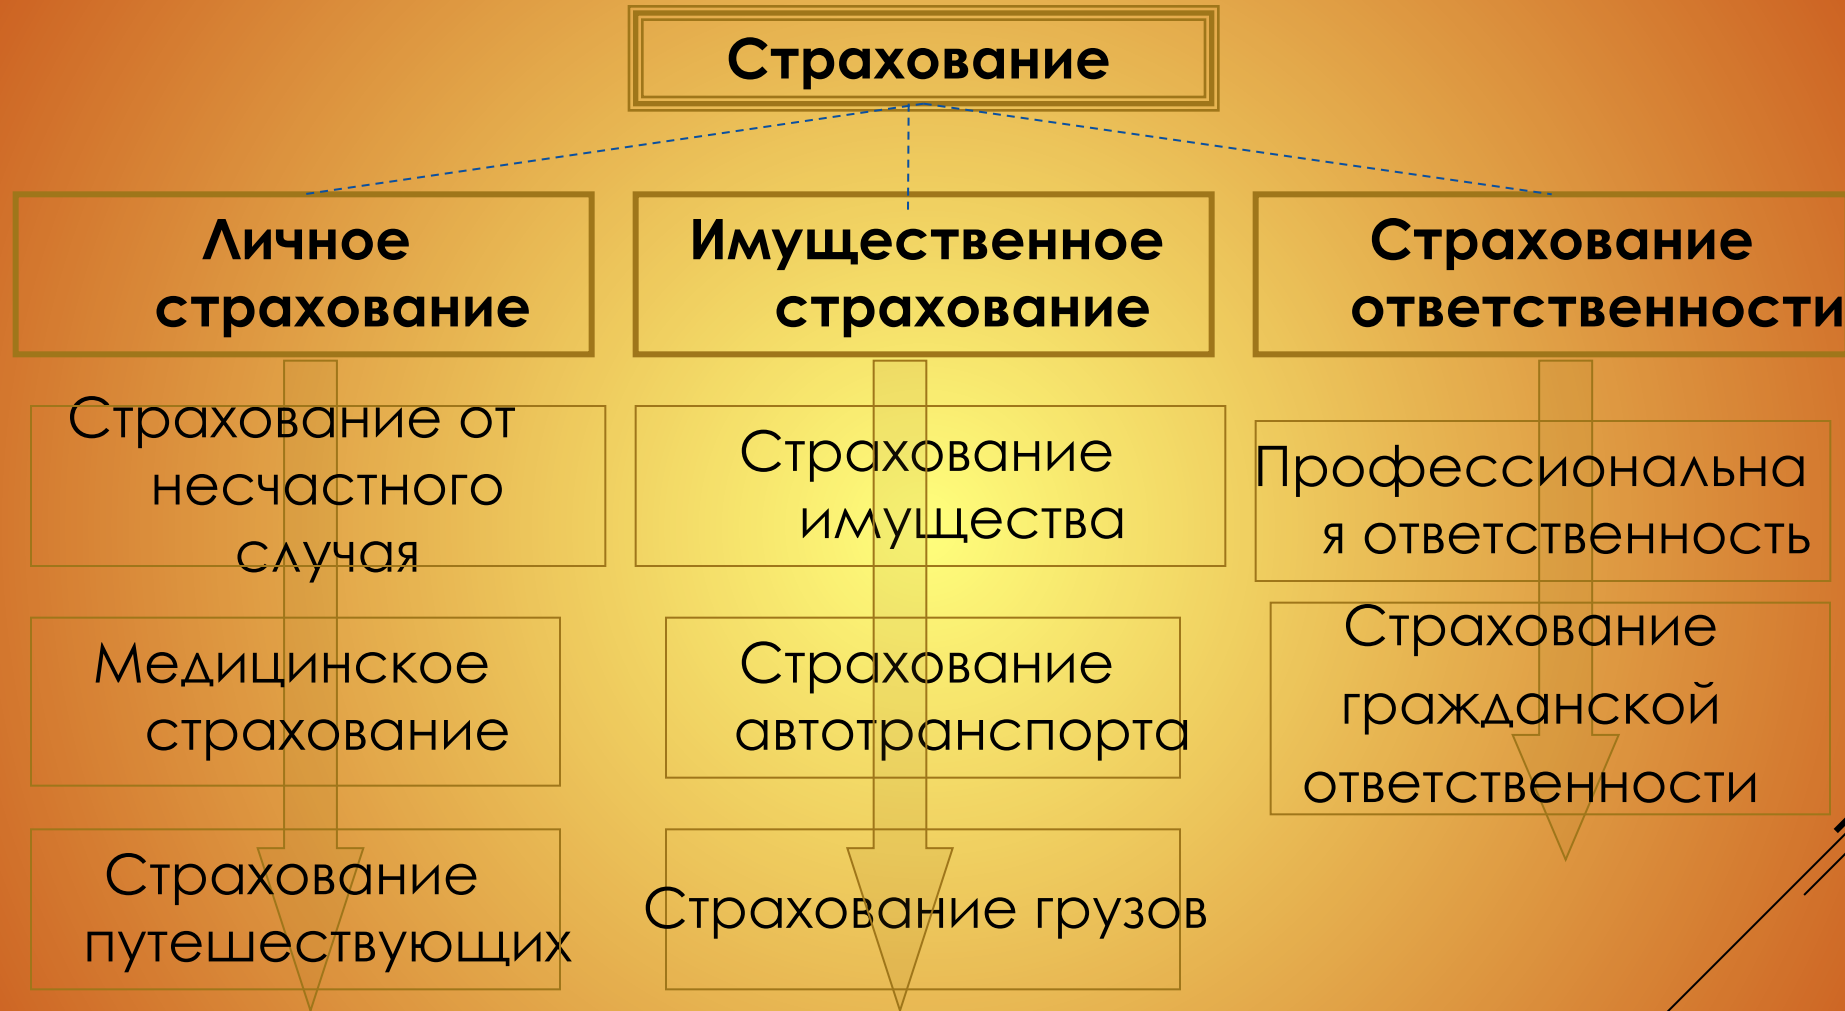 Страхование
Личное
страхование
Имущественное
страхование
Страхование
ответственности
Страхование от
несчастного
случая
Страхование
имущества
Профессиональна
я ответственность
Медицинское
страхование
Страхование
автотранспорта
Страхование
гражданской
ответственности
Страхование
путешествующих
Страхование грузов